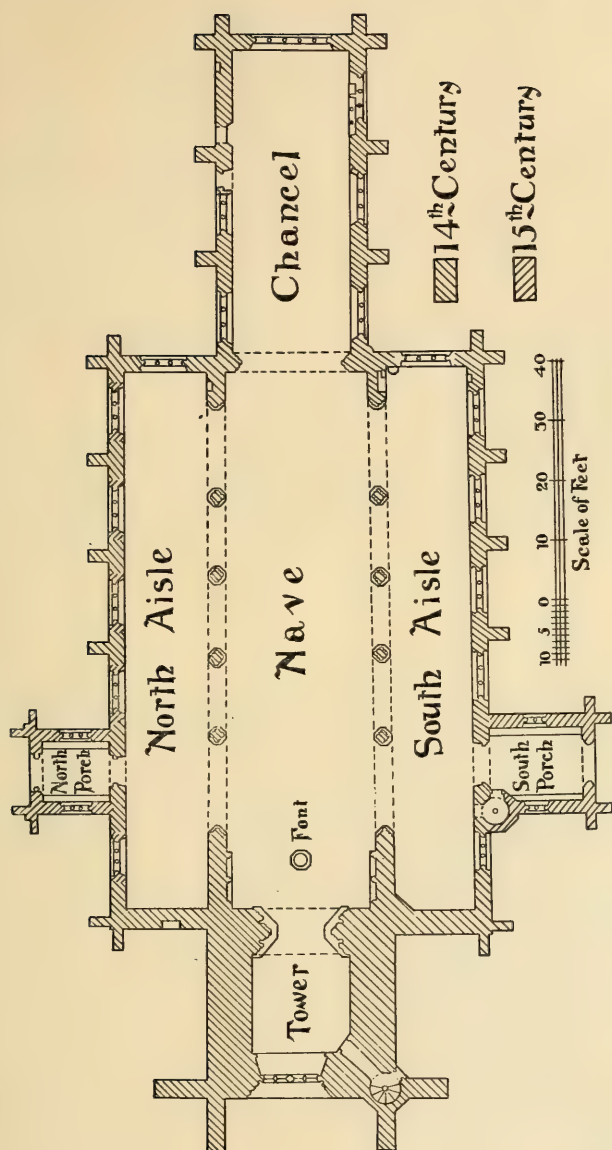 Chancel
14th Century
15th Century
North Aisle
Nave
South Aisle
North
Porch
South
Porch
Font
Tower
10 5 0 10 20 30 40
Scale of Feet